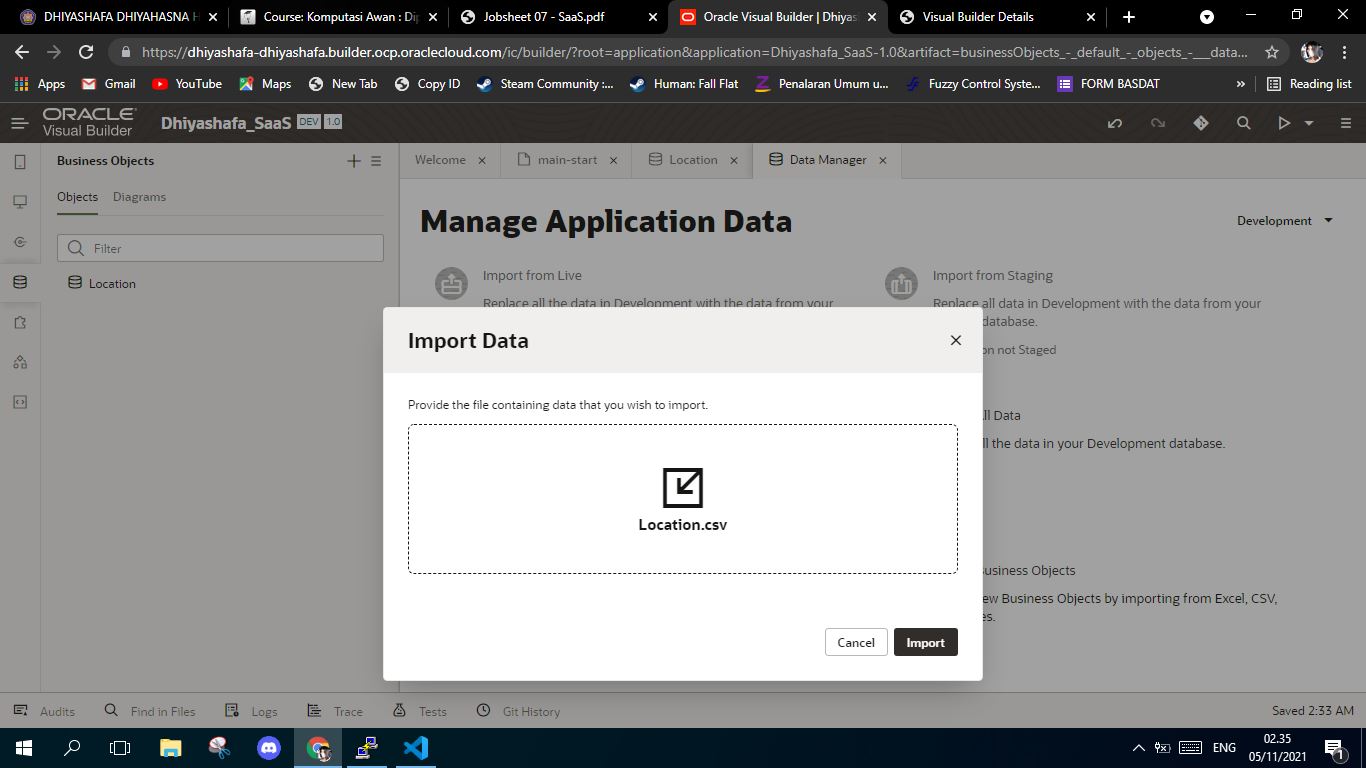 DHIYASHAFA DHIYAHASNA H
Course: Komputasi Awan : Dip
Jobsheet 07 - SaaS.pdf
Oracle Visual Builder | Dhiyash
Visual Builder Details
https://dhiyashafa-dhiyashafa.builder.ocp.oraclecloud.com/ic/builder/?root=application&application=Dhiyashafa_SaaS-1.0&artifact=businessObjects_-_default_-_objects_-___data...
Apps
Gmail
YouTube
Maps
New Tab
Copy ID
Steam Community :...
Human: Fall Flat
Penalaran Umum u...
Fuzzy Control Syste...
FORM BASDAT
»
Reading list
ORACLE
Visual Builder
Dhiyashafa_SaaS DEV 1.0
Business Objects
Welcome
main-start
Location
Data Manager
Objects Diagrams
Filter
Location
Manage Application Data
Development
Import from Live
Replace all the data in Development with the data from your
Import from Staging
Replace all data in Development with the data from your
database.
on not Staged
ll Data
ll the data in your Development database.
usiness Objects
ew Business Objects by importing from Excel, CSV,
es.
Import Data
Provide the file containing data that you wish to import.
Location.csv
Cancel
Import
Audits
Find in Files
Logs
Trace
Tests
Git History
Saved 2:33 AM
ENG
02.35
05/11/2021
1